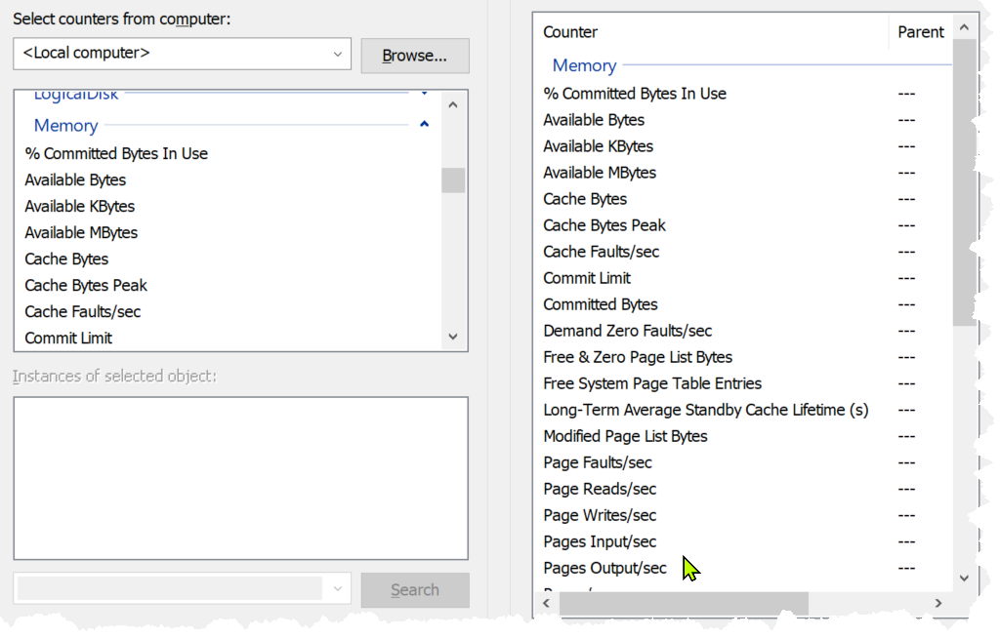 Select counters from computer:
<Local computer>
Browse...
LogicalDisk
Memory
% Committed Bytes In Use
Available Bytes
Available KBytes
Available MBytes
Cache Bytes
Cache Bytes Peak
Cache Faults/sec
Commit Limit
Instances of selected object:
Search
Counter Parent
Memory
% Committed Bytes In Use ---
Available Bytes ---
Available KBytes ---
Available MBytes ---
Cache Bytes ---
Cache Bytes Peak ---
Cache Faults/sec ---
Commit Limit ---
Committed Bytes ---
Demand Zero Faults/sec ---
Free & Zero Page List Bytes ---
Free System Page Table Entries ---
Long-Term Average Standby Cache Lifetime (s) ---
Modified Page List Bytes ---
Page Faults/sec ---
Page Reads/sec ---
Page Writes/sec ---
Pages Input/sec ---
Pages Output/sec ---